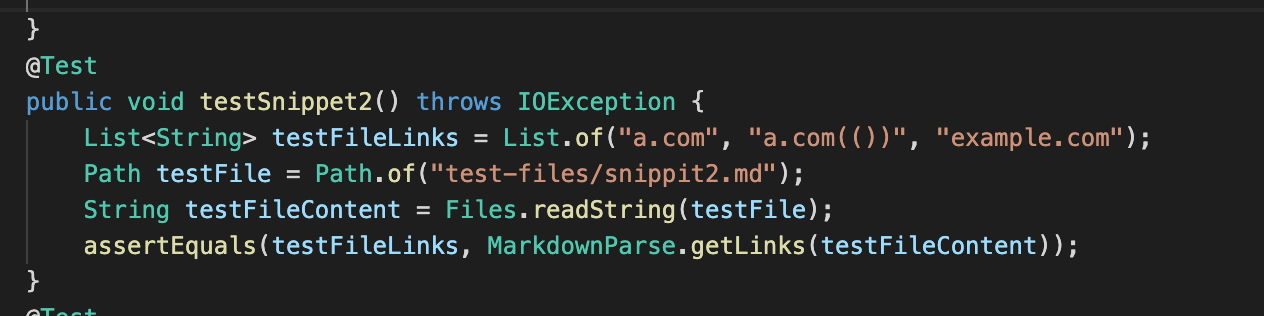 }
@Test
public void testSnippet2() throws IOException {
    List<String> testFileLinks = List.of("a.com", "a.com(())", "example.com");
    Path testFile = Path.of("test-files/snippit2.md");
    String testFileContent = Files.readString(testFile);
    assertEquals(testFileLinks, MarkdownParse.getLinks(testFileContent));
}
@Test